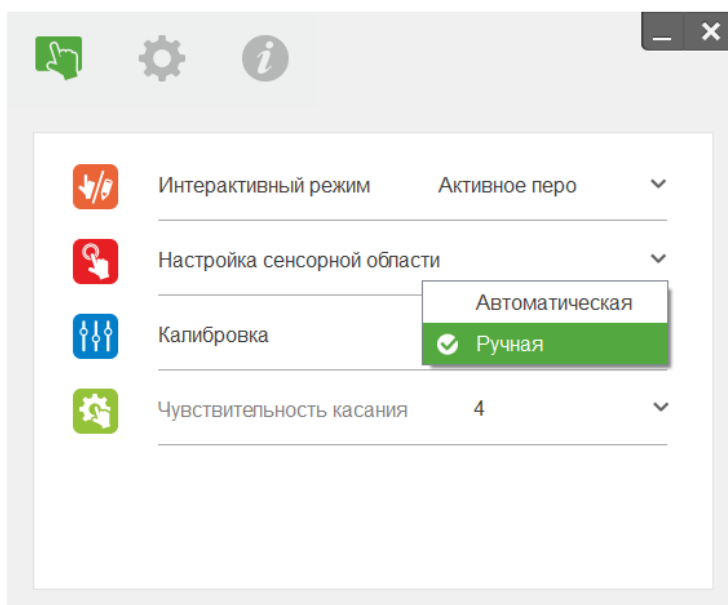 Интерактивный режим Активное перо
Настройка сенсорной области
Автоматическая
Калибровка
Ручная
Чувствительность касания 4